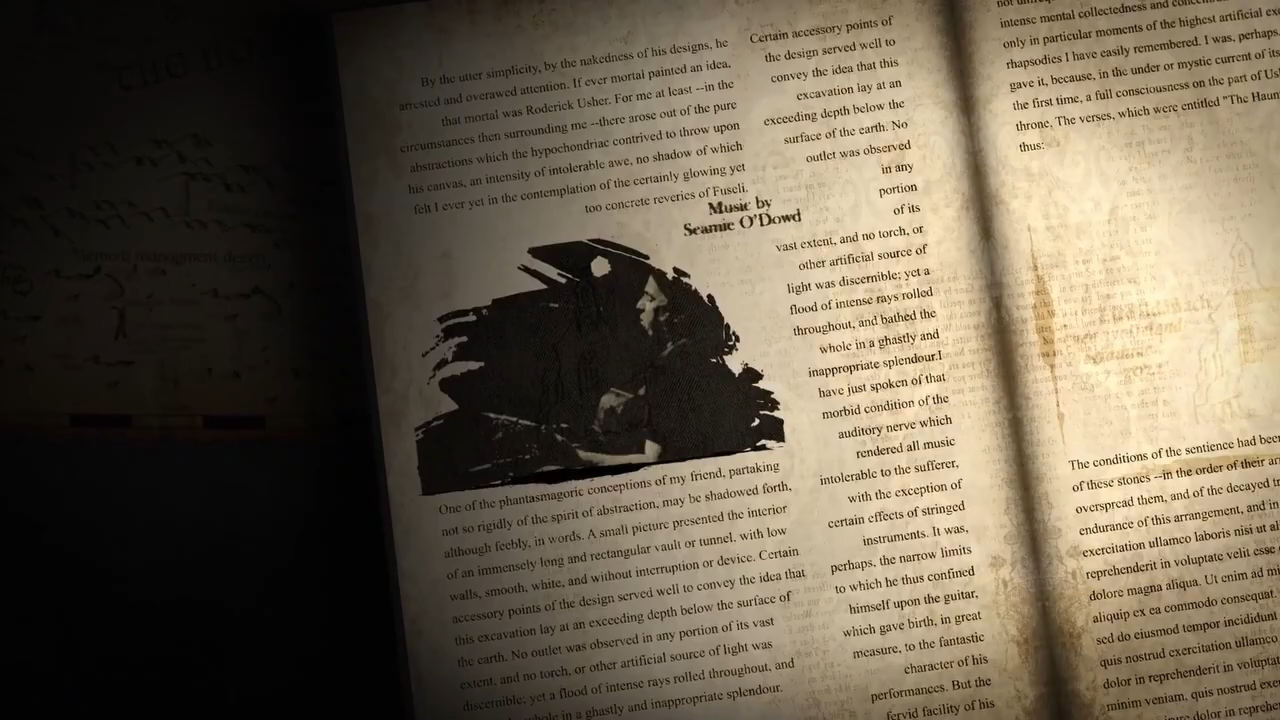 By the utter simplicity, by the nakedness of his designs, he
arrested and overawed attention. If ever mortal painted an idea,
that mortal was Roderick Usher. For me at least --in the
circumstances then surrounding me --there arose out of the pure
abstractions which the hypochondriac contrived to throw upon
his canvas, an intensity of intolerable awe, no shadow of which
felt I ever yet in the contemplation of the certainly glowing yet
too concrete reveries of Fuseli.
Music by
Seamie O'Dowd
One of the phantasmagoric conceptions of my friend, partaking
not so rigidly of the spirit of abstraction, may be shadowed forth,
although feebly, in words. A small picture presented the interior
of an immensely long and rectangular vault or tunnel, with low
walls, smooth, white, and without interruption or device. Certain
accessory points of the design served well to convey the idea that
this excavation lay at an exceeding depth below the surface of
the earth. No outlet was observed in any portion of its vast
extent, and no torch, or other artificial source of light was
discernible; yet a flood of intense rays rolled throughout, and
whole in a ghastly and inappropriate splendour.
Certain accessory points of
the design served well to
convey the idea that this
excavation lay at an
exceeding depth below the
surface of the earth. No
outlet was observed
in any
portion
of its
vast extent, and no torch, or
other artificial source of
light was discernible; yet a
flood of intense rays rolled
throughout, and bathed the
whole in a ghastly and
inappropriate splendour.I
have just spoken of that
morbid condition of the
auditory nerve which
rendered all music
intolerable to the sufferer,
with the exception of
certain effects of stringed
instruments. It was,
perhaps, the narrow limits
to which he thus confined
himself upon the guitar,
which gave birth, in great
measure, to the fantastic
character of his
performances. But the
fervid facility of his
intense mental collectedness and
only in particular moments of the highest artificial
rhapsodies I have easily remembered. I was, perhaps,
gave it, because, in the under or mystic current of its
the first time, a full consciousness on the part of
throne. The verses, which were entitled "The
thus:
The conditions of the sentience had been
of these stones --in the order of their
overspread them, and of the decayed
endurance of this arrangement, and in
exercitation ullamco laboris nisi ut
reprehenderit in voluptate velit esse
dolore magna aliqua. Ut enim ad
aliquip ex ea commodo consequat.
sed do eiusmod tempor incididunt
quis nostrud exercitation ullamco
dolor in reprehenderit in
minim veniam, quis nostrud
dolor in